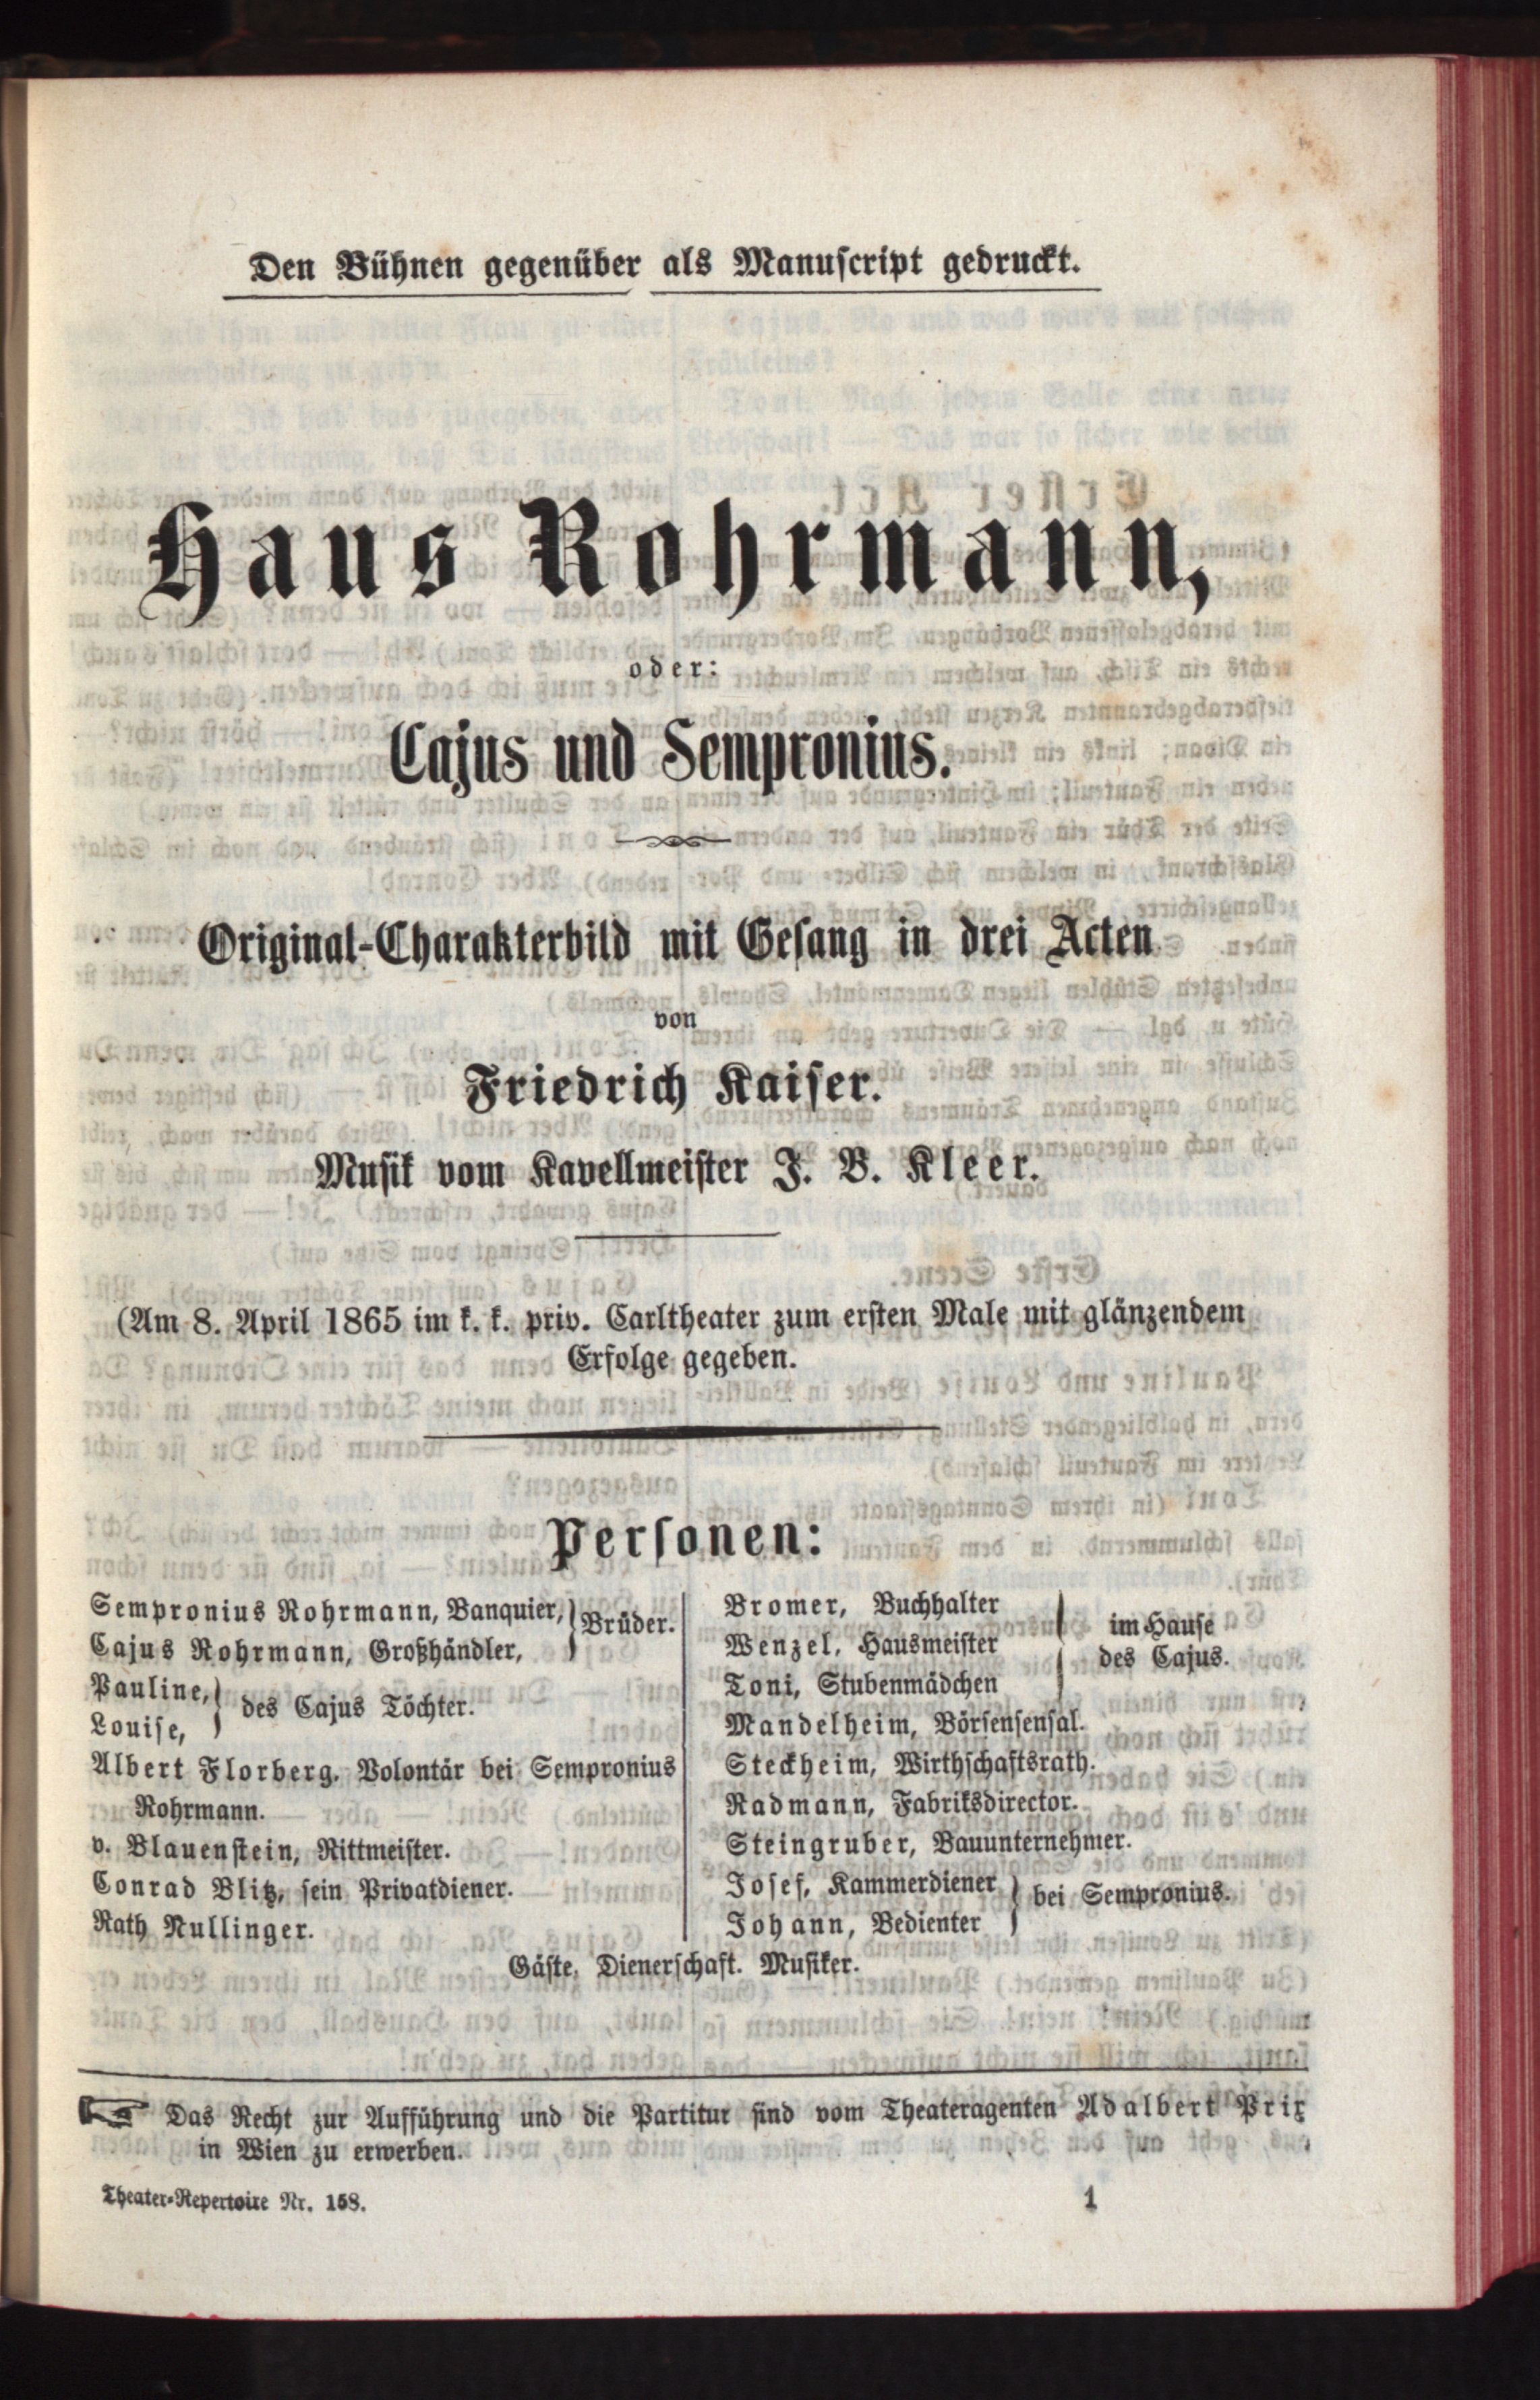 Den Bühnen gegenüber als Manuscript gedruckt.
Haus Rohrmann,
oder:
Cajus und Sempronius.
Original-Charakterbild mit Gesang in drei Acten
von
Friedrich Kaiser.
Musik vom Kapellmeister J. B. Kleer.
(Am 8. April 1865 im k. k. priv. Carltheater zum ersten Male mit glänzendem
Erfolge gegeben.
Personen:
Sempronius Rohrmann, Banquier,
Cajus Rohrmann, Großhändler,
Brüder.
Pauline,
Louise,
des Cajus Töchter.
Albert Florberg, Volontär bei Sempronius
Rohrmann.
v. Blauenstein, Rittmeister.
Conrad Blitz, sein Privatdiener.
Rath Nullinger.
Bromer, Buchhalter
Wenzel, Hausmeister
Toni, Stubenmädchen
im Hause
des Cajus.
Mandelheim, Börsensensal.
Steckheim, Wirthschaftsrath.
Radmann, Fabriksdirector.
Steingruber, Bauunternehmer.
Josef, Kammerdiener
Johann, Bedienter
bei Sempronius.
Gäste, Dienerschaft. Musiker.
☛ Das Recht zur Aufführung und die Partitur sind vom Theateragenten Adalbert Prix
in Wien zu erwerben.
Theater-Repertoire Nr. 158.
1